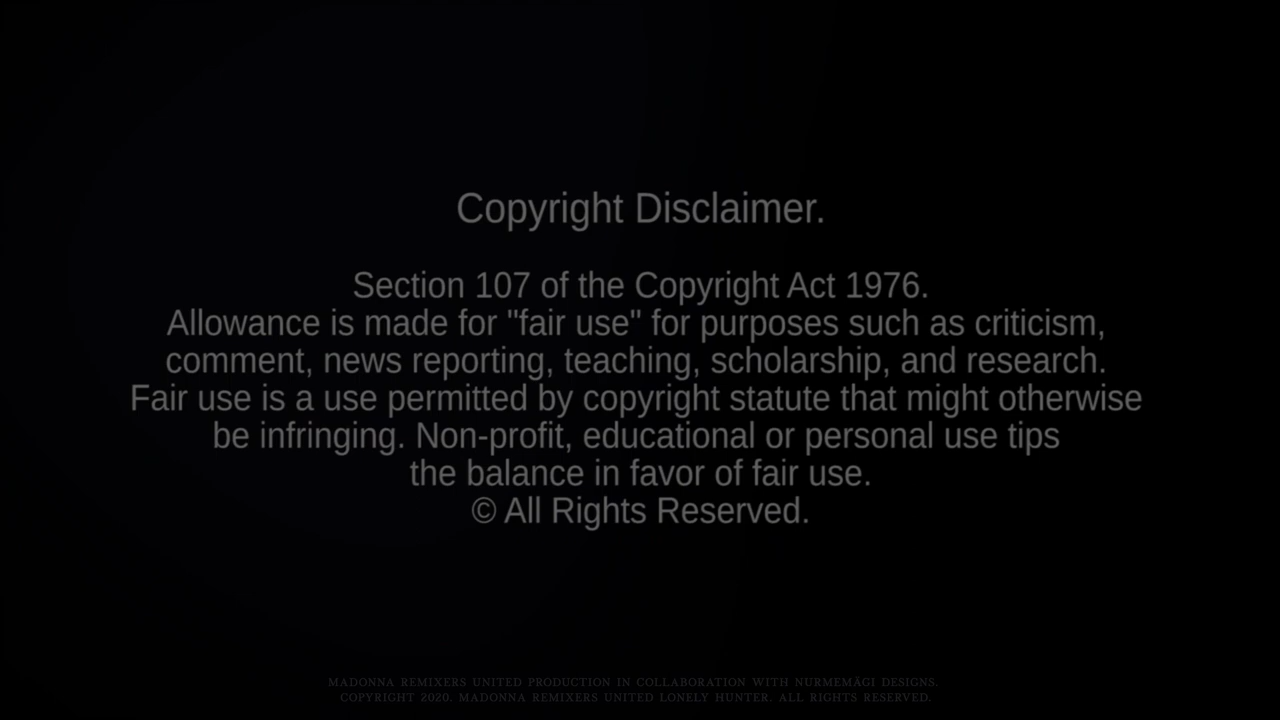 Copyright Disclaimer.
Section 107 of the Copyright Act 1976.
Allowance is made for "fair use" for purposes such as criticism,
comment, news reporting, teaching, scholarship, and research.
Fair use is a use permitted by copyright statute that might otherwise
be infringing. Non-profit, educational or personal use tips
the balance in favor of fair use.
© All Rights Reserved.
MADONNA REMIXERS UNITED PRODUCTION IN COLLABORATION WITH NURMEMÄGI DESIGNS.
COPYRIGHT 2020. MADONNA REMIXERS UNITED LONELY HUNTER. ALL RIGHTS RESERVED.